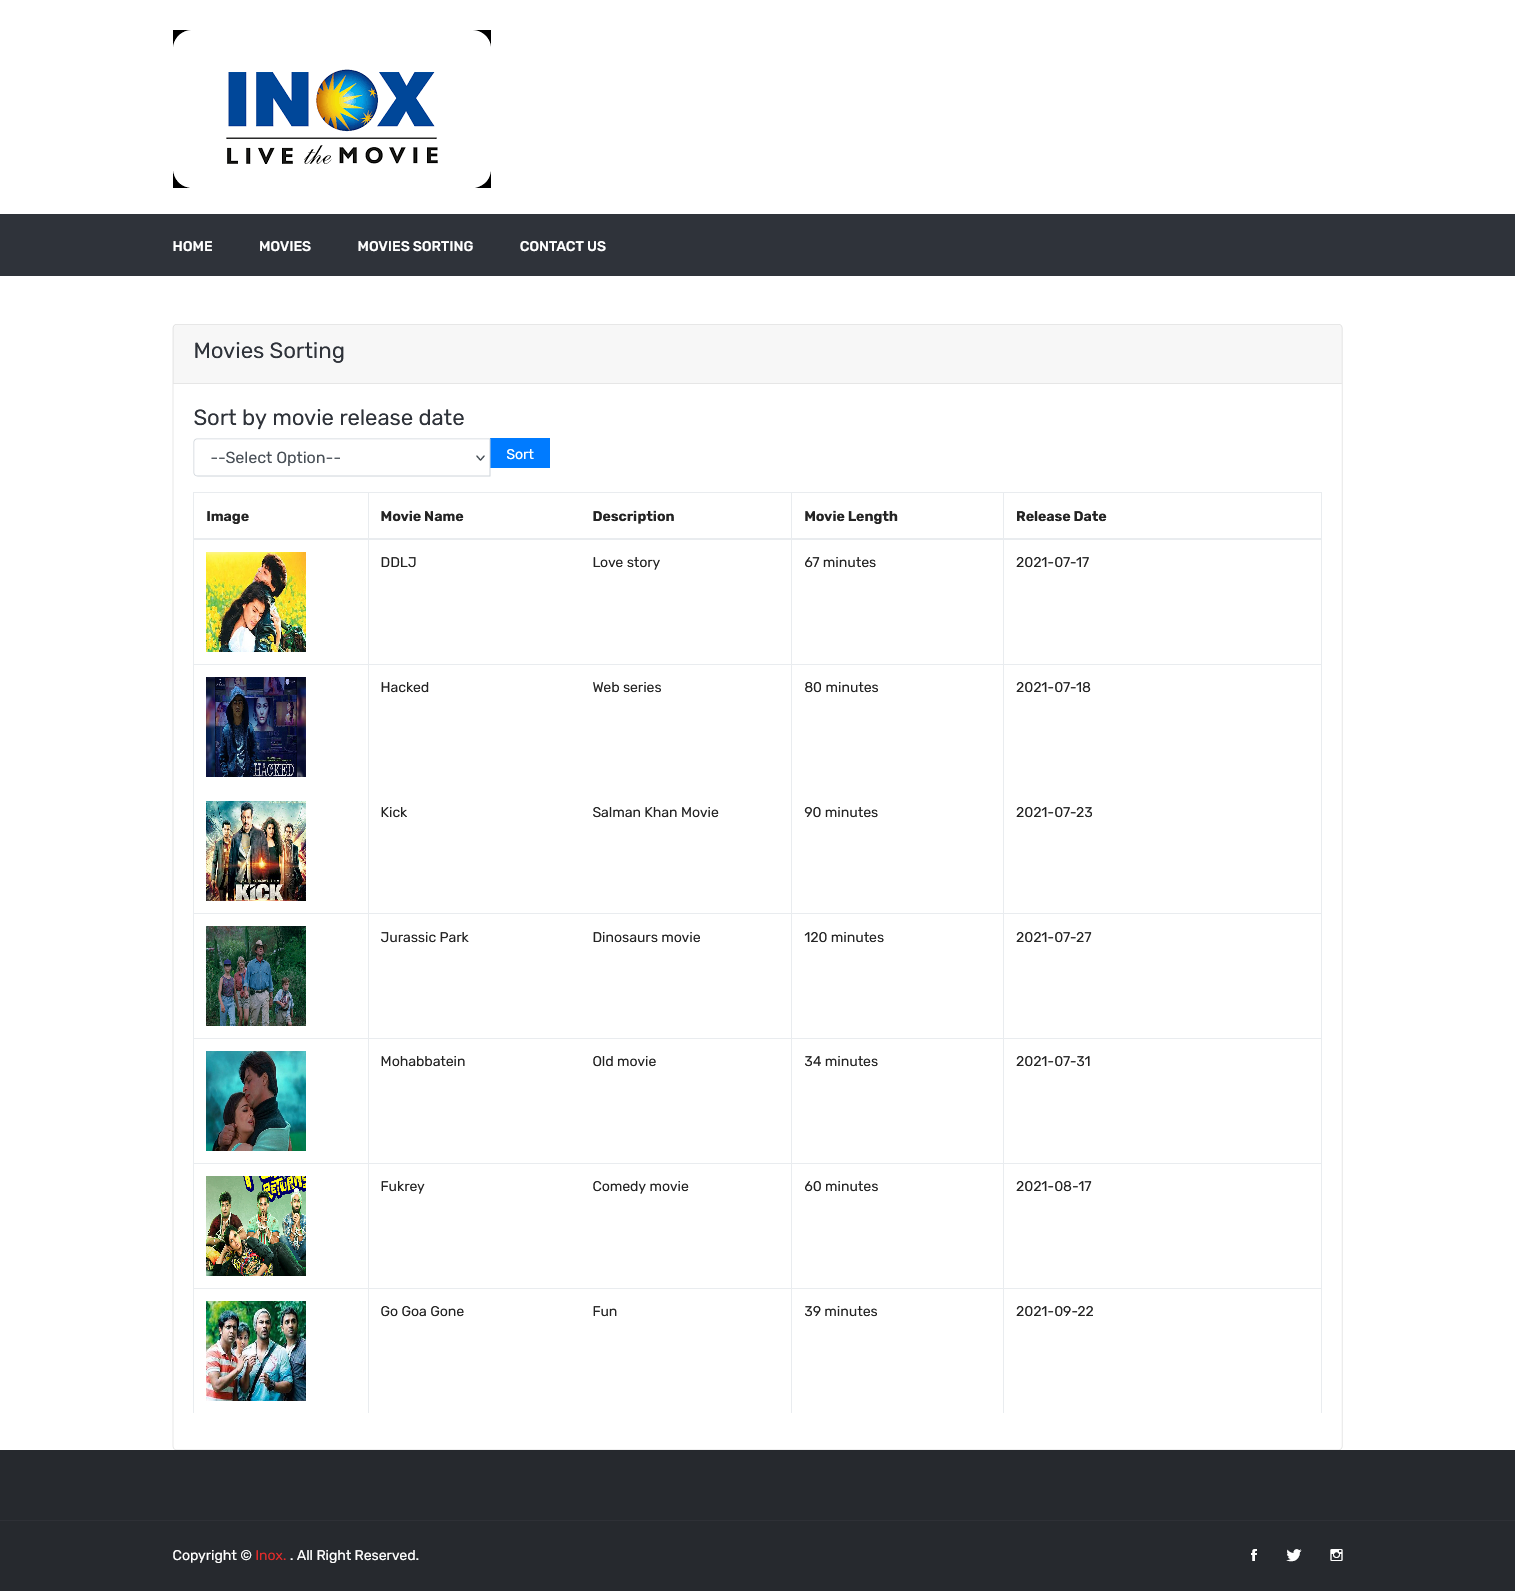 INOX
LIVE the MOVIE
HOME MOVIES MOVIES SORTING CONTACT US
Movies Sorting
Sort by movie release date
--Select Option-- Sort
Image Movie Name Description Movie Length Release Date
DDLJ Love story 67 minutes 2021-07-17
Hacked Web series 80 minutes 2021-07-18
HACKED
Kick Salman Khan Movie 90 minutes 2021-07-23
KICK
Jurassic Park Dinosaurs movie 120 minutes 2021-07-27
Mohabbatein Old movie 34 minutes 2021-07-31
Fukrey Comedy movie 60 minutes 2021-08-17
RETURNS
Go Goa Gone Fun 39 minutes 2021-09-22
Copyright © Inox. . All Right Reserved.